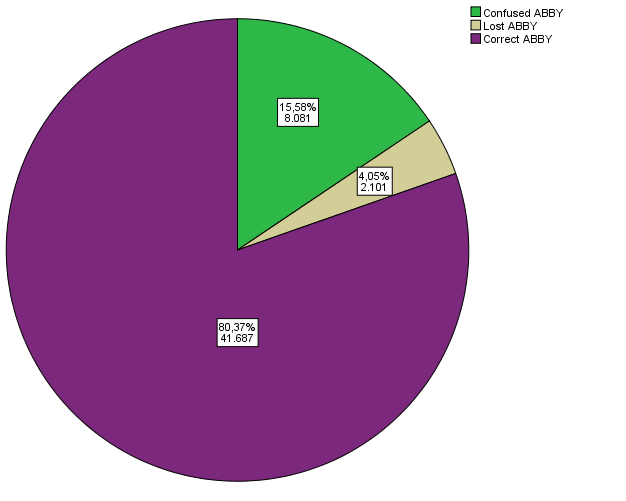 Confused ABBY
Lost ABBY
Correct ABBY
15,58%
8.081
4,05%
2.101
80,37%
41.687